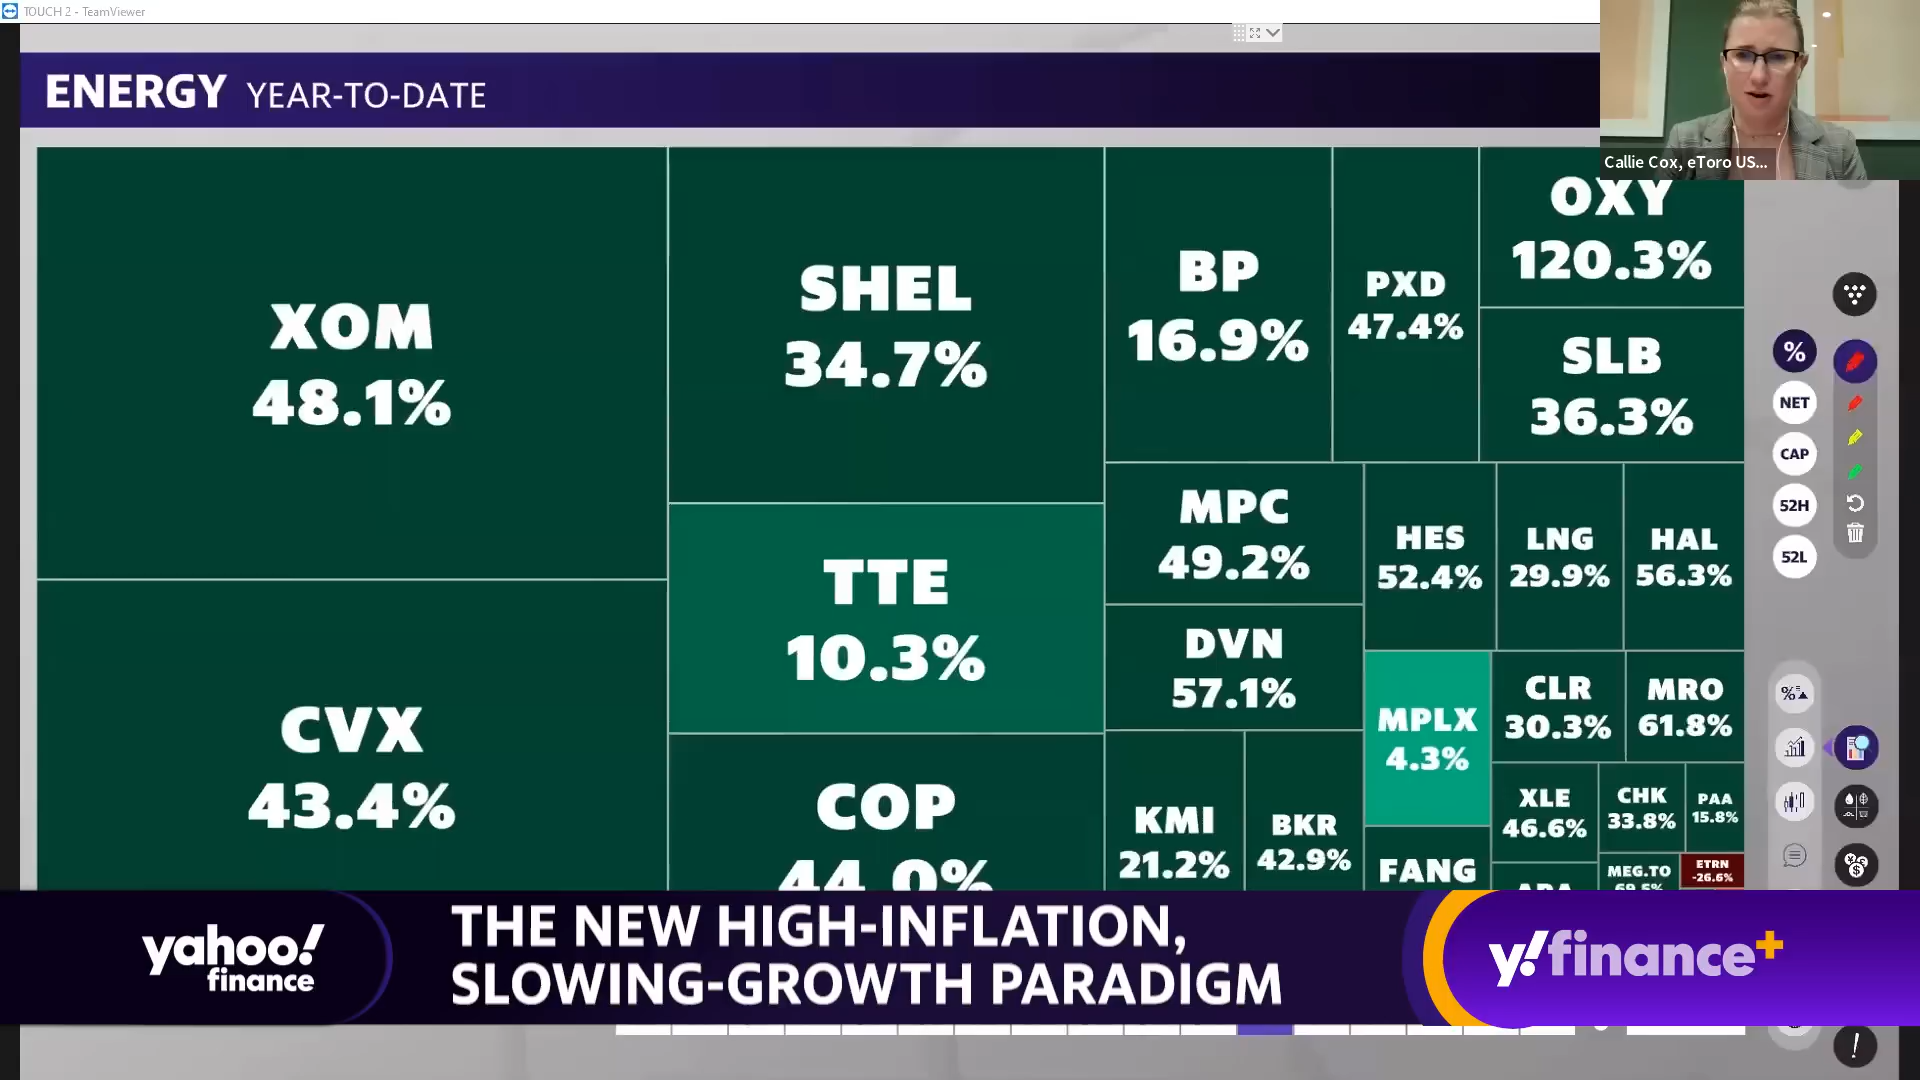 TOUCH 2 - TeamViewer
ENERGY YEAR-TO-DATE
Callie Cox, eToro US...
XOM
48.1%
SHEL
34.7%
BP
16.9%
PXD
47.4%
OXY
120.3%
SLB
36.3%
TTE
10.3%
MPC
49.2%
HES
52.4%
LNG
29.9%
HAL
56.3%
DVN
57.1%
MPLX
4.3%
CLR
30.3%
MRO
61.8%
CVX
43.4%
COP
44.0%
KMI
21.2%
BKR
42.9%
FANG
XLE
46.6%
CHK
33.8%
PAA
15.8%
MEG.TO
69.5%
ETRN
-26.6%
%
NET
CAP
52H
52L
yahoo!
finance
THE NEW HIGH-INFLATION,
SLOWING-GROWTH PARADIGM
y!finance+